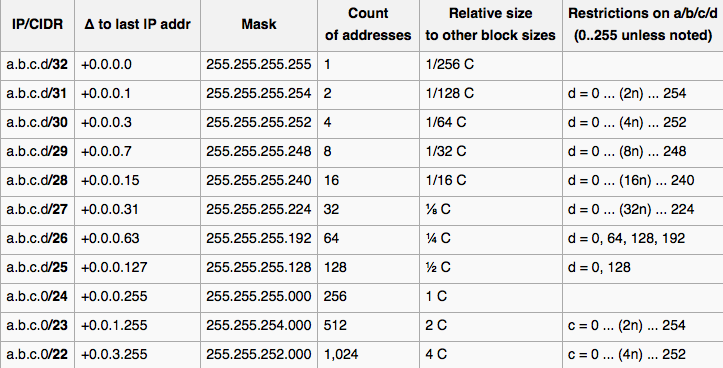 IP/CIDR Δ to last IP addr Mask Count of addresses Relative size to other block sizes Restrictions on a/b/c/d (0..255 unless noted)
a.b.c.d/32 +0.0.0.0 255.255.255.255 1 1/256 C
a.b.c.d/31 +0.0.0.1 255.255.255.254 2 1/128 C d = 0 ... (2n) ... 254
a.b.c.d/30 +0.0.0.3 255.255.255.252 4 1/64 C d = 0 ... (4n) ... 252
a.b.c.d/29 +0.0.0.7 255.255.255.248 8 1/32 C d = 0 ... (8n) ... 248
a.b.c.d/28 +0.0.0.15 255.255.255.240 16 1/16 C d = 0 ... (16n) ... 240
a.b.c.d/27 +0.0.0.31 255.255.255.224 32 ⅛ C d = 0 ... (32n) ... 224
a.b.c.d/26 +0.0.0.63 255.255.255.192 64 ¼ C d = 0, 64, 128, 192
a.b.c.d/25 +0.0.0.127 255.255.255.128 128 ½ C d = 0, 128
a.b.c.0/24 +0.0.0.255 255.255.255.000 256 1 C
a.b.c.0/23 +0.0.1.255 255.255.254.000 512 2 C c = 0 ... (2n) ... 254
a.b.c.0/22 +0.0.3.255 255.255.252.000 1,024 4 C c = 0 ... (4n) ... 252